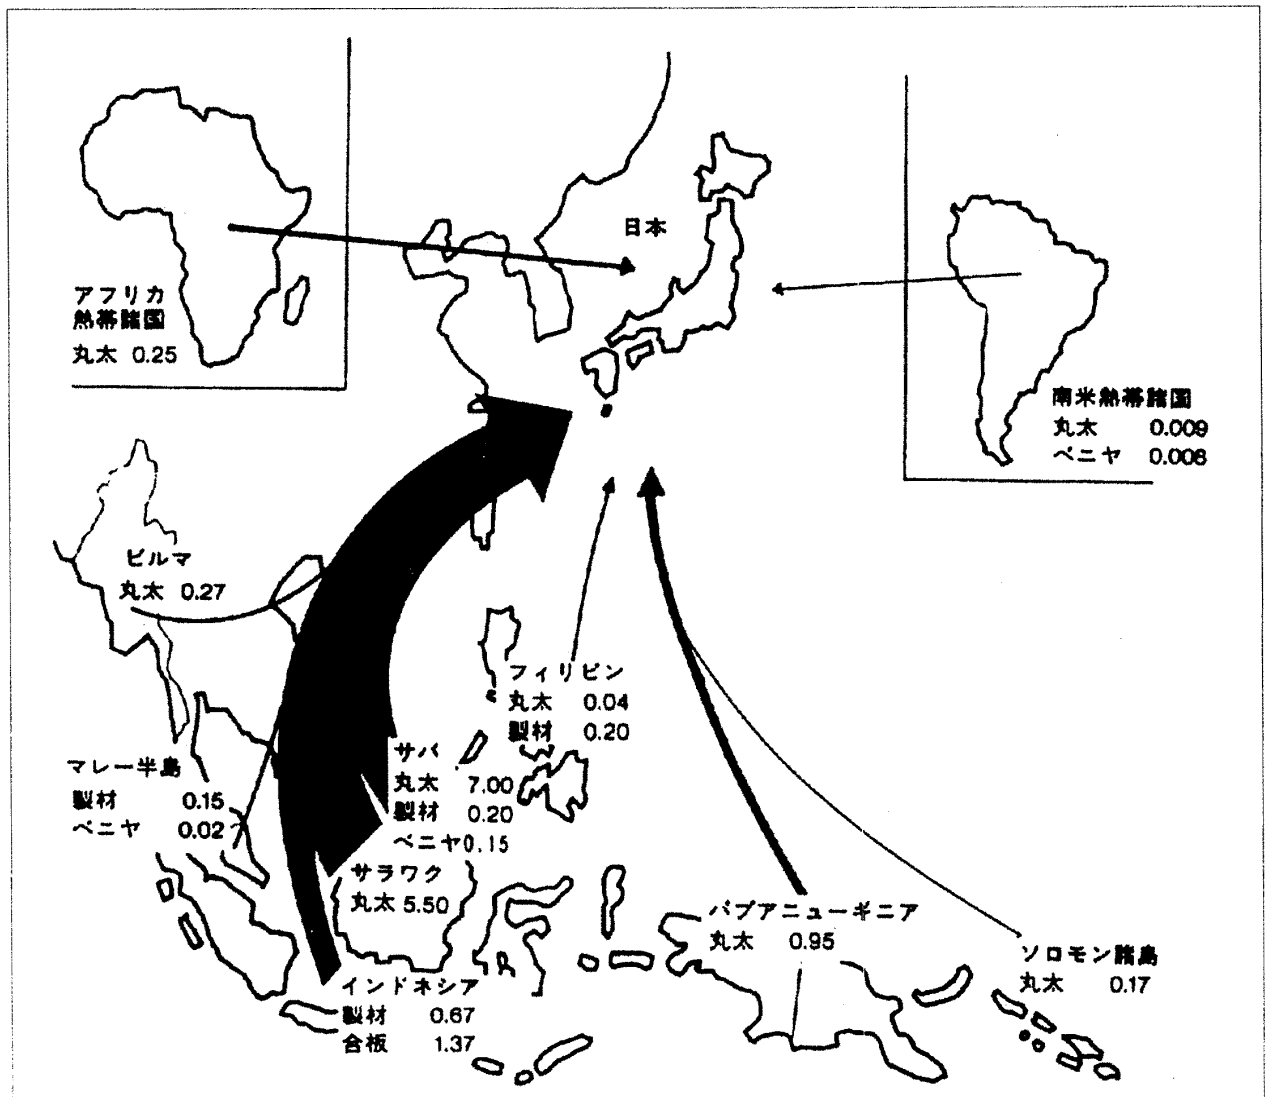 日本
アフリカ
熱帯諸国
丸太 0.25
南米熱帯諸国
丸太 0.009
ベニヤ 0.008
ビルマ
丸太 0.27
フィリピン
丸太 0.04
製材 0.20
マレー半島
製材 0.15
ベニヤ 0.02
サバ
丸太 7.00
製材 0.20
ベニヤ0.15
サラワク
丸太 5.50
パプアニューギニア
丸太 0.95
ソロモン諸島
丸太 0.17
インドネシア
製材 0.67
合板 1.37